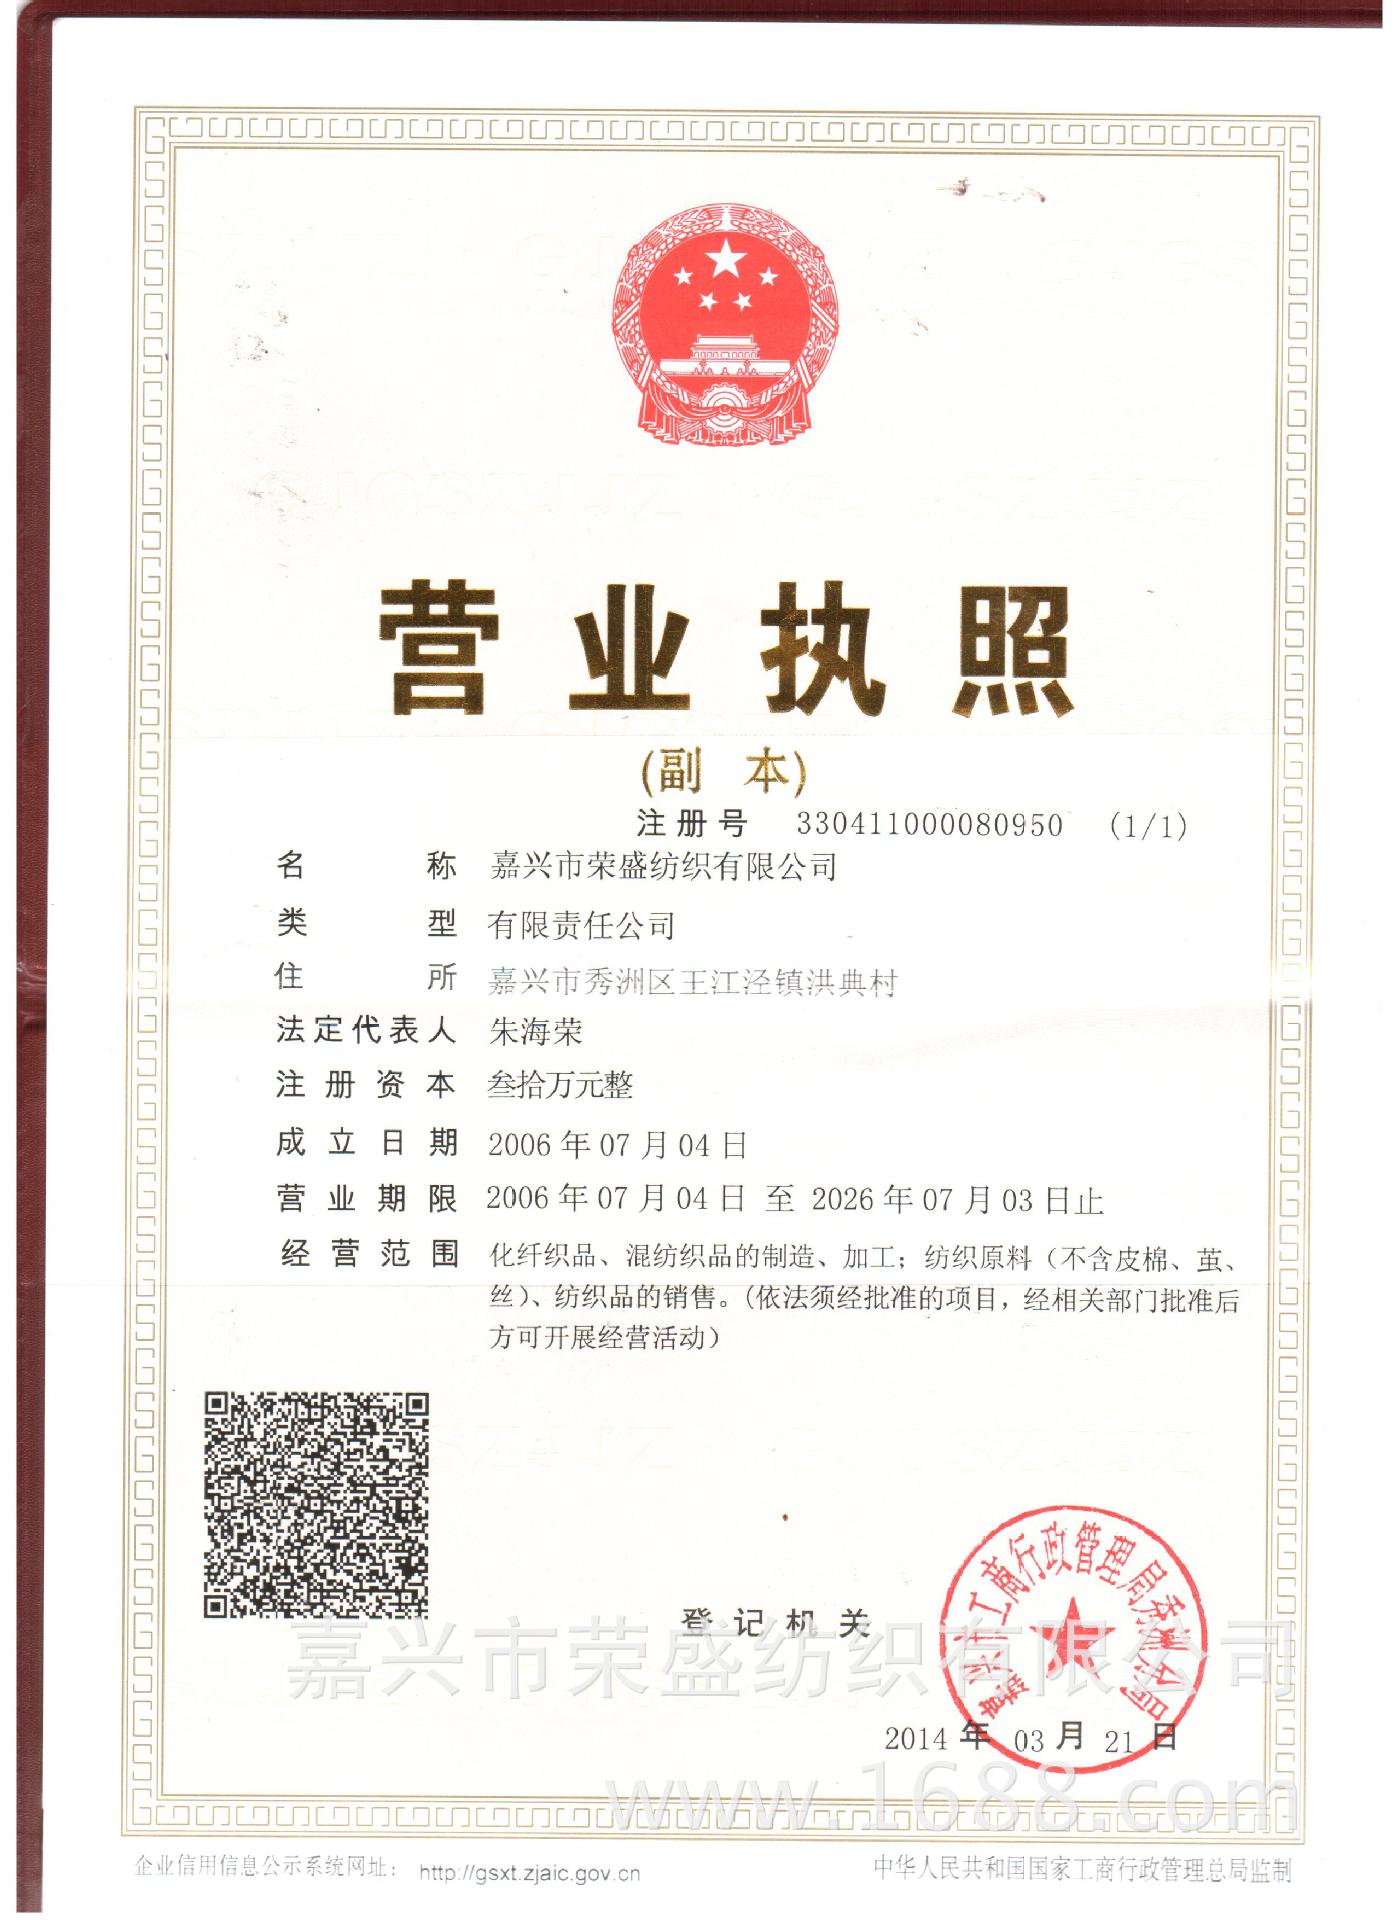 营业执照
(副 本)
注册号 330411000080950 (1/1)
名 称 嘉兴市荣盛纺织有限公司
类 型 有限责任公司
住 所 嘉兴市秀洲区王江泾镇洪典村
法定代表人 朱海荣
注册资本 叁拾万元整
成立日期 2006年07月04日
营业期限 2006年07月04日 至 2026年07月03日止
经营范围 化纤织品、混纺织品的制造、加工；纺织原料（不含皮棉、茧、
丝）、纺织品的销售。(依法须经批准的项目，经相关部门批准后
方可开展经营活动）
嘉兴市工商行政管理局秀洲分局
登记机关
嘉兴市荣盛纺织有限公司
2014年03月21日
www.1688.com
企业信用信息公示系统网址： http://gsxt.zjaic.gov.cn
中华人民共和国国家工商行政管理总局监制